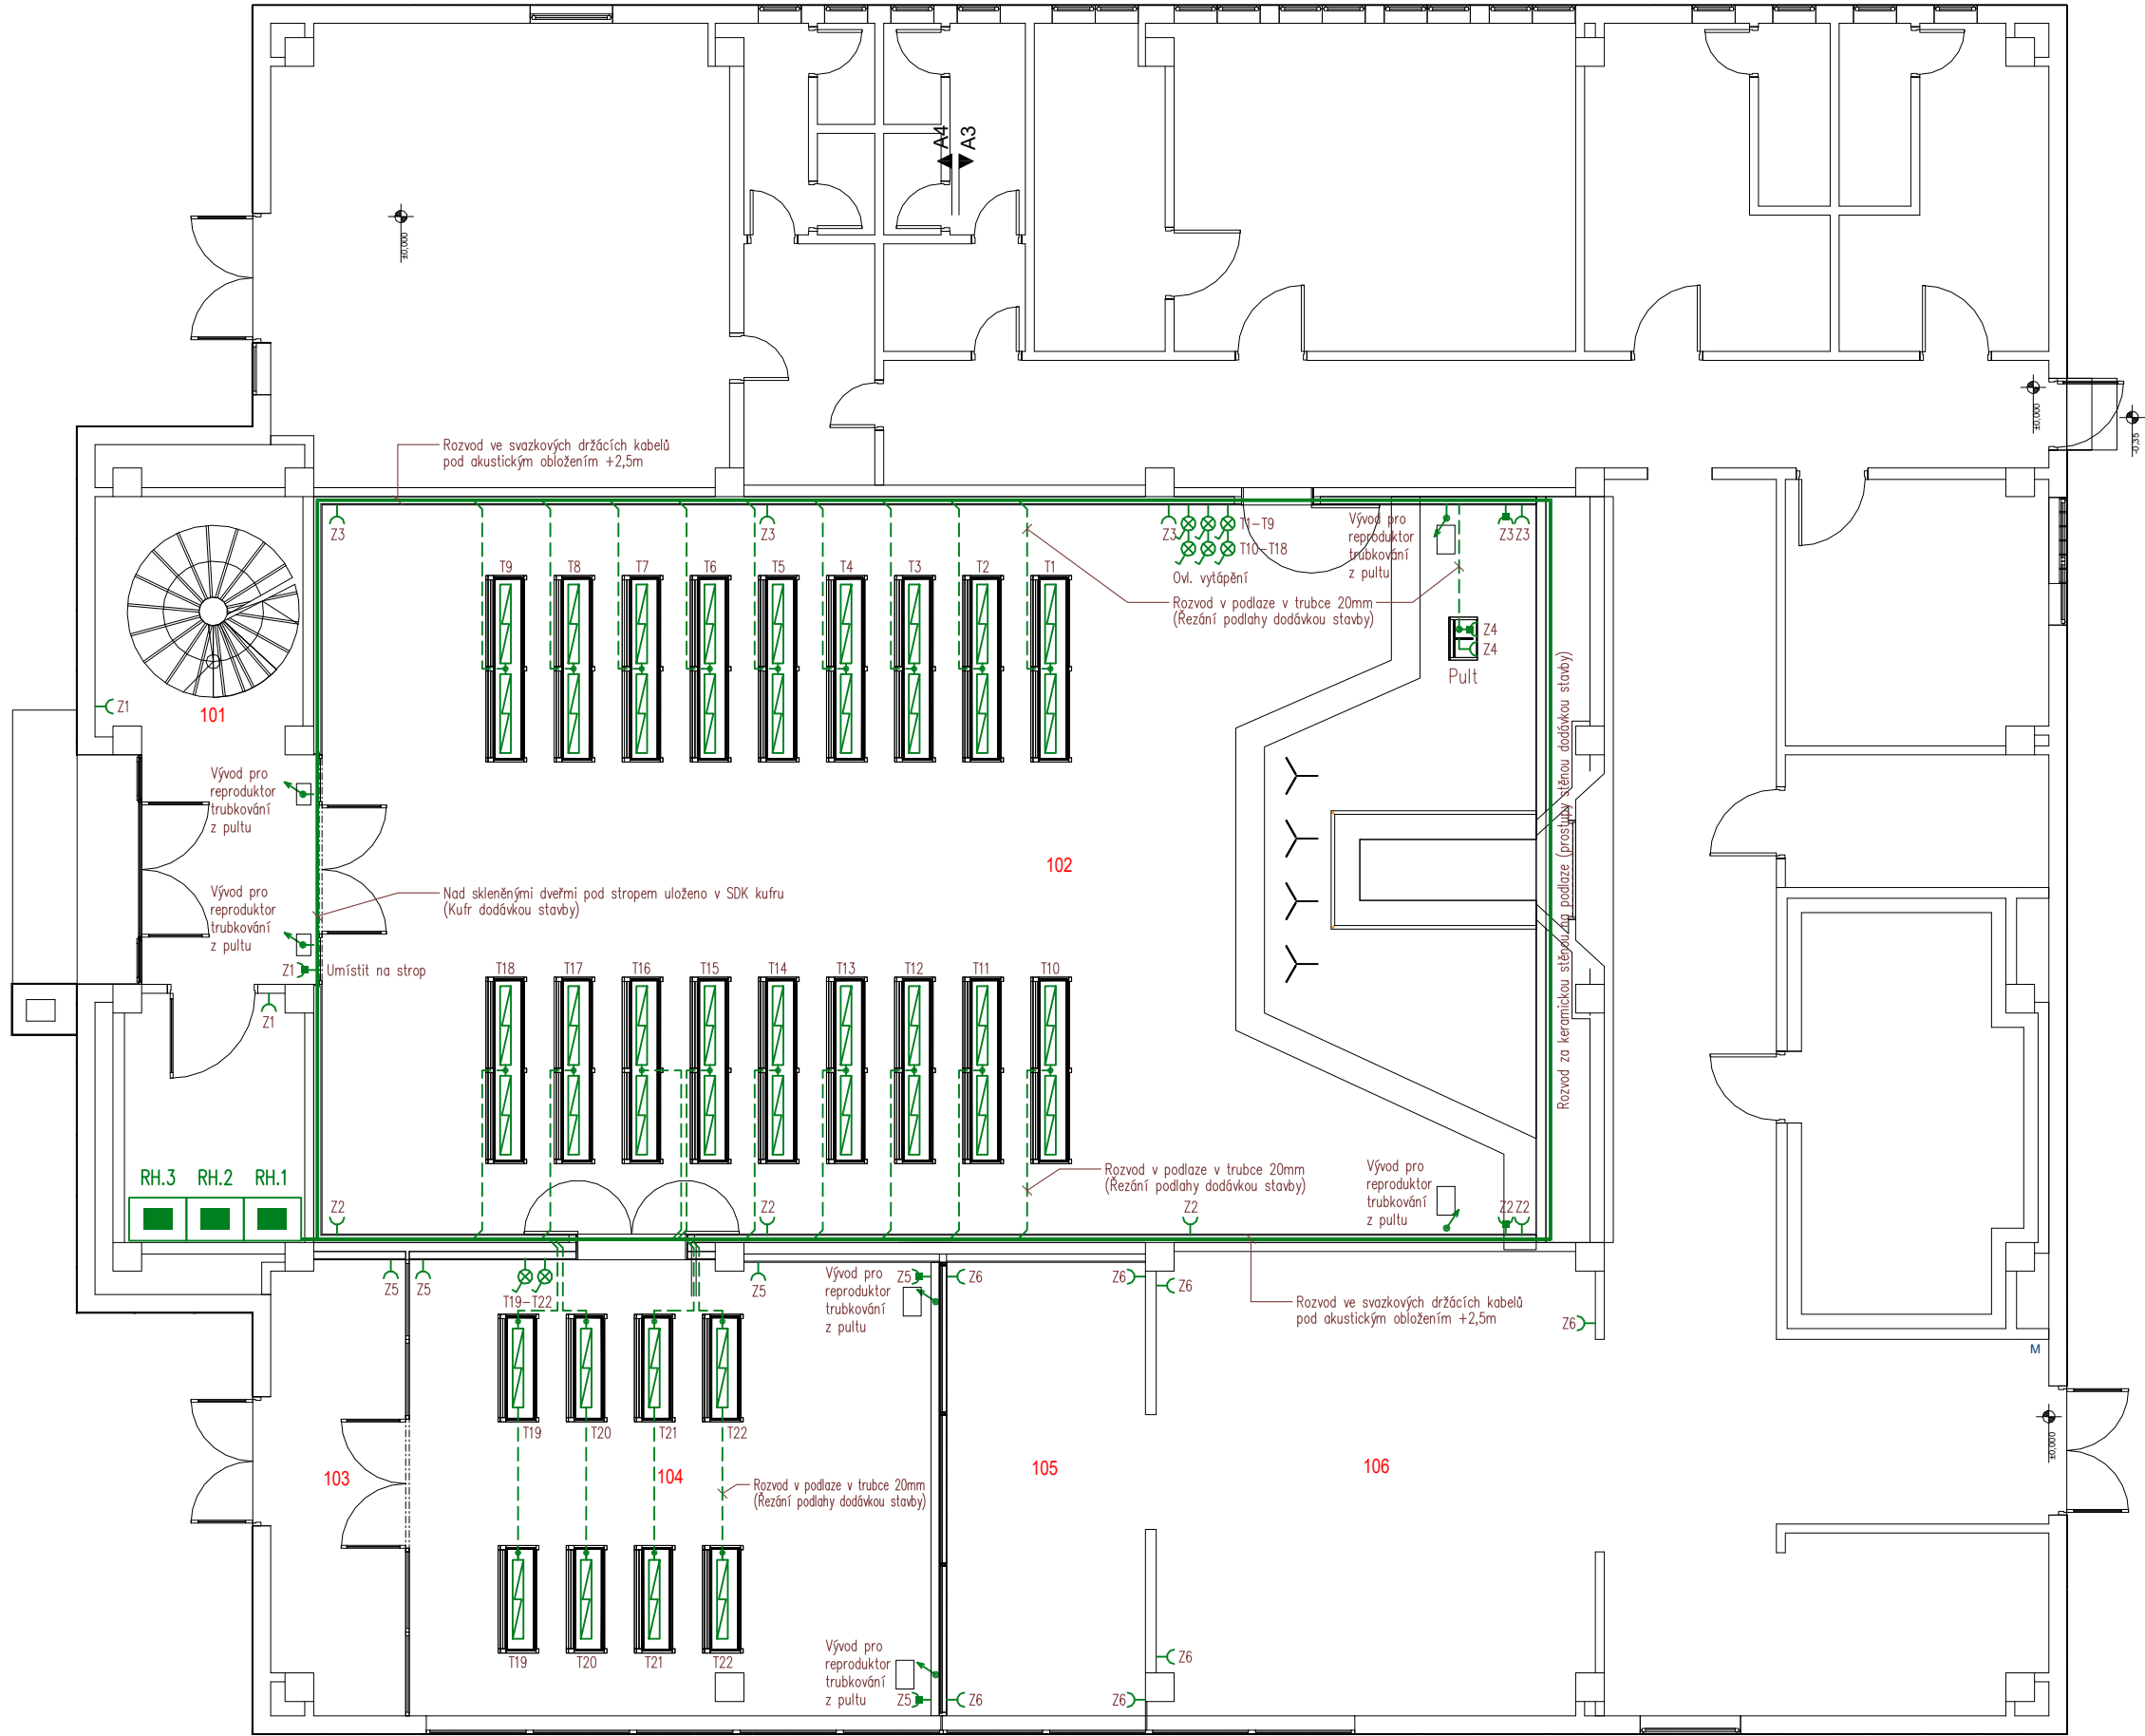 A4
A3
±0,000
±0,000
-0,35
Rozvod ve svazkových držácích kabelů
pod akustickým obložením +2,5m
Z3
Z3
Z3
T1-T9
T10-T18
Ovl. vytápění
Vývod pro
reproduktor
trubkování
z pultu
Z3
Z3
T9
T8
T7
T6
T5
T4
T3
T2
T1
Rozvod v podlaze v trubce 20mm
(Řezání podlahy dodávkou stavby)
Z4
Z4
Pult
Z1
101
Rozvod za keramickou stěnou na podlaze (prostupy stěnou dodávkou stavby)
Vývod pro
reproduktor
trubkování
z pultu
102
Vývod pro
reproduktor
trubkování
z pultu
Nad skleněnými dveřmi pod stropem uloženo v SDK kufru
(Kufr dodávkou stavby)
Z1
Umístit na strop
Z1
T18
T17
T16
T15
T14
T13
T12
T11
T10
RH.3
RH.2
RH.1
Rozvod v podlaze v trubce 20mm
(Řezání podlahy dodávkou stavby)
Vývod pro
reproduktor
trubkování
z pultu
Z2
Z2
Z2
Z2
Z2
Z5
Z5
T19-T22
Z5
Vývod pro
reproduktor
trubkování
z pultu
Z5
Z6
Z6
Z6
Rozvod ve svazkových držácích kabelů
pod akustickým obložením +2,5m
Z6
M
T19
T20
T21
T22
±0,000
103
104
105
106
Rozvod v podlaze v trubce 20mm
(Řezání podlahy dodávkou stavby)
T19
T20
T21
T22
Vývod pro
reproduktor
trubkování
z pultu
Z5
Z6
Z6
Z6